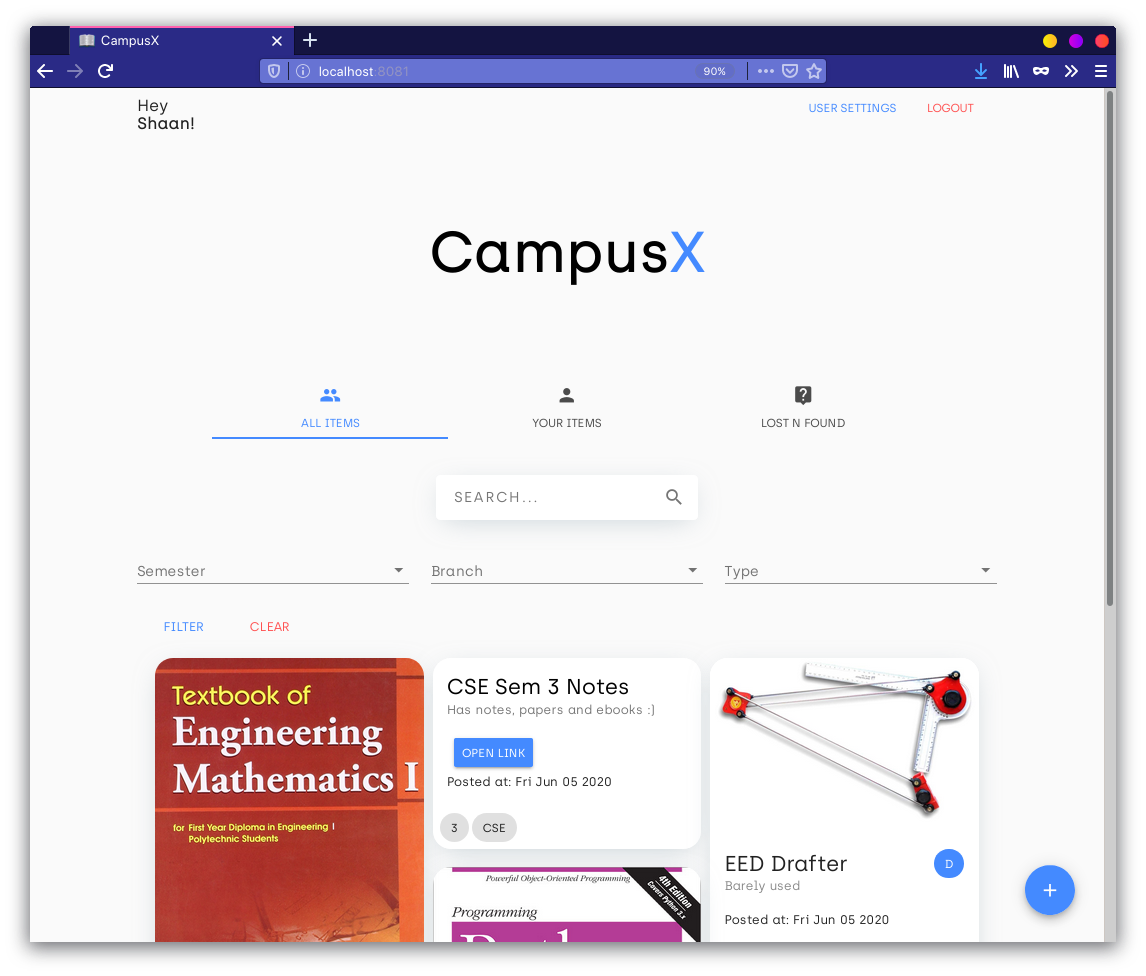 CampusX
localhost:8081
90%
Hey
Shaan!
USER SETTINGS
LOGOUT
CampusX
ALL ITEMS
YOUR ITEMS
LOST N FOUND
SEARCH...
Semester
Branch
Type
FILTER
CLEAR
Textbook of
Engineering
Mathematics I
for First Year Diploma in Engineering I
Polytechnic Students
CSE Sem 3 Notes
Has notes, papers and ebooks :)
OPEN LINK
Posted at: Fri Jun 05 2020
3
CSE
Powerful Object-Oriented Programming
4th Edition
Covers Python 3.x
Programming
EED Drafter
D
Barely used
Posted at: Fri Jun 05 2020
+